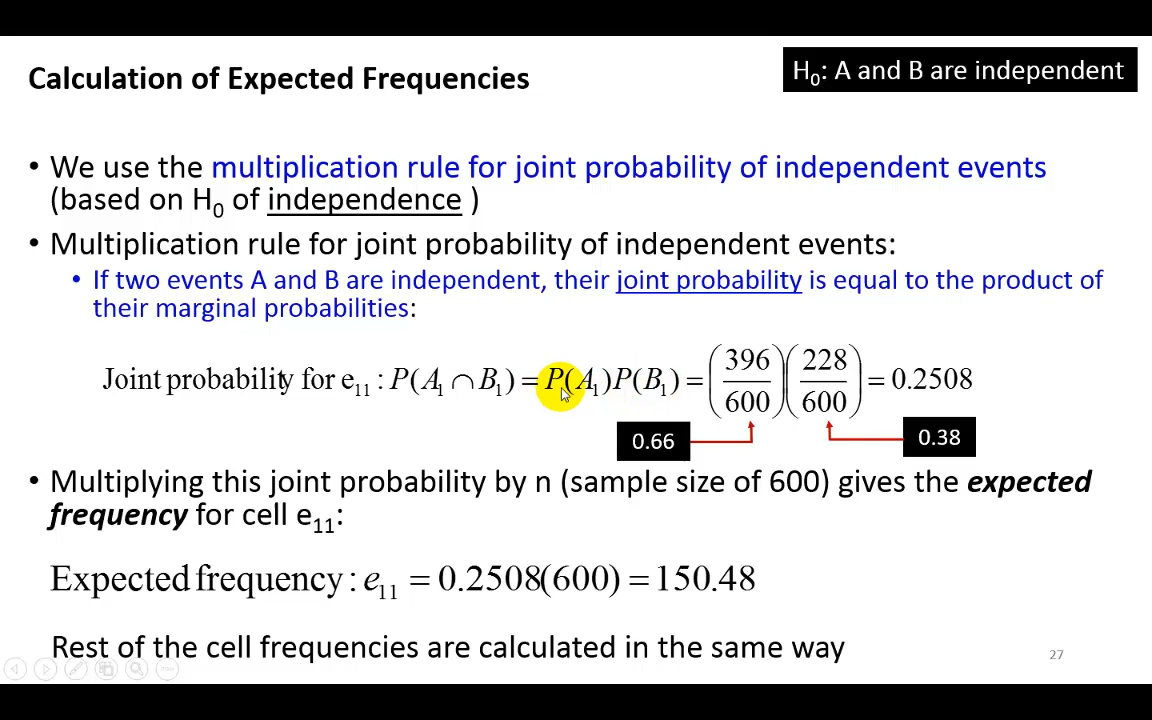 Calculation of Expected Frequencies
H₀: A and B are independent
• We use the multiplication rule for joint probability of independent events
(based on H₀ of independence )
• Multiplication rule for joint probability of independent events:
• If two events A and B are independent, their joint probability is equal to the product of
their marginal probabilities:
Joint probability for e₁₁ : P(A₁ ∩ B₁) = P(A₁)P(B₁) = (396/600)(228/600) = 0.2508
0.66
0.38
• Multiplying this joint probability by n (sample size of 600) gives the expected
frequency for cell e₁₁:
Expected frequency : e₁₁ = 0.2508(600) = 150.48
Rest of the cell frequencies are calculated in the same way
27